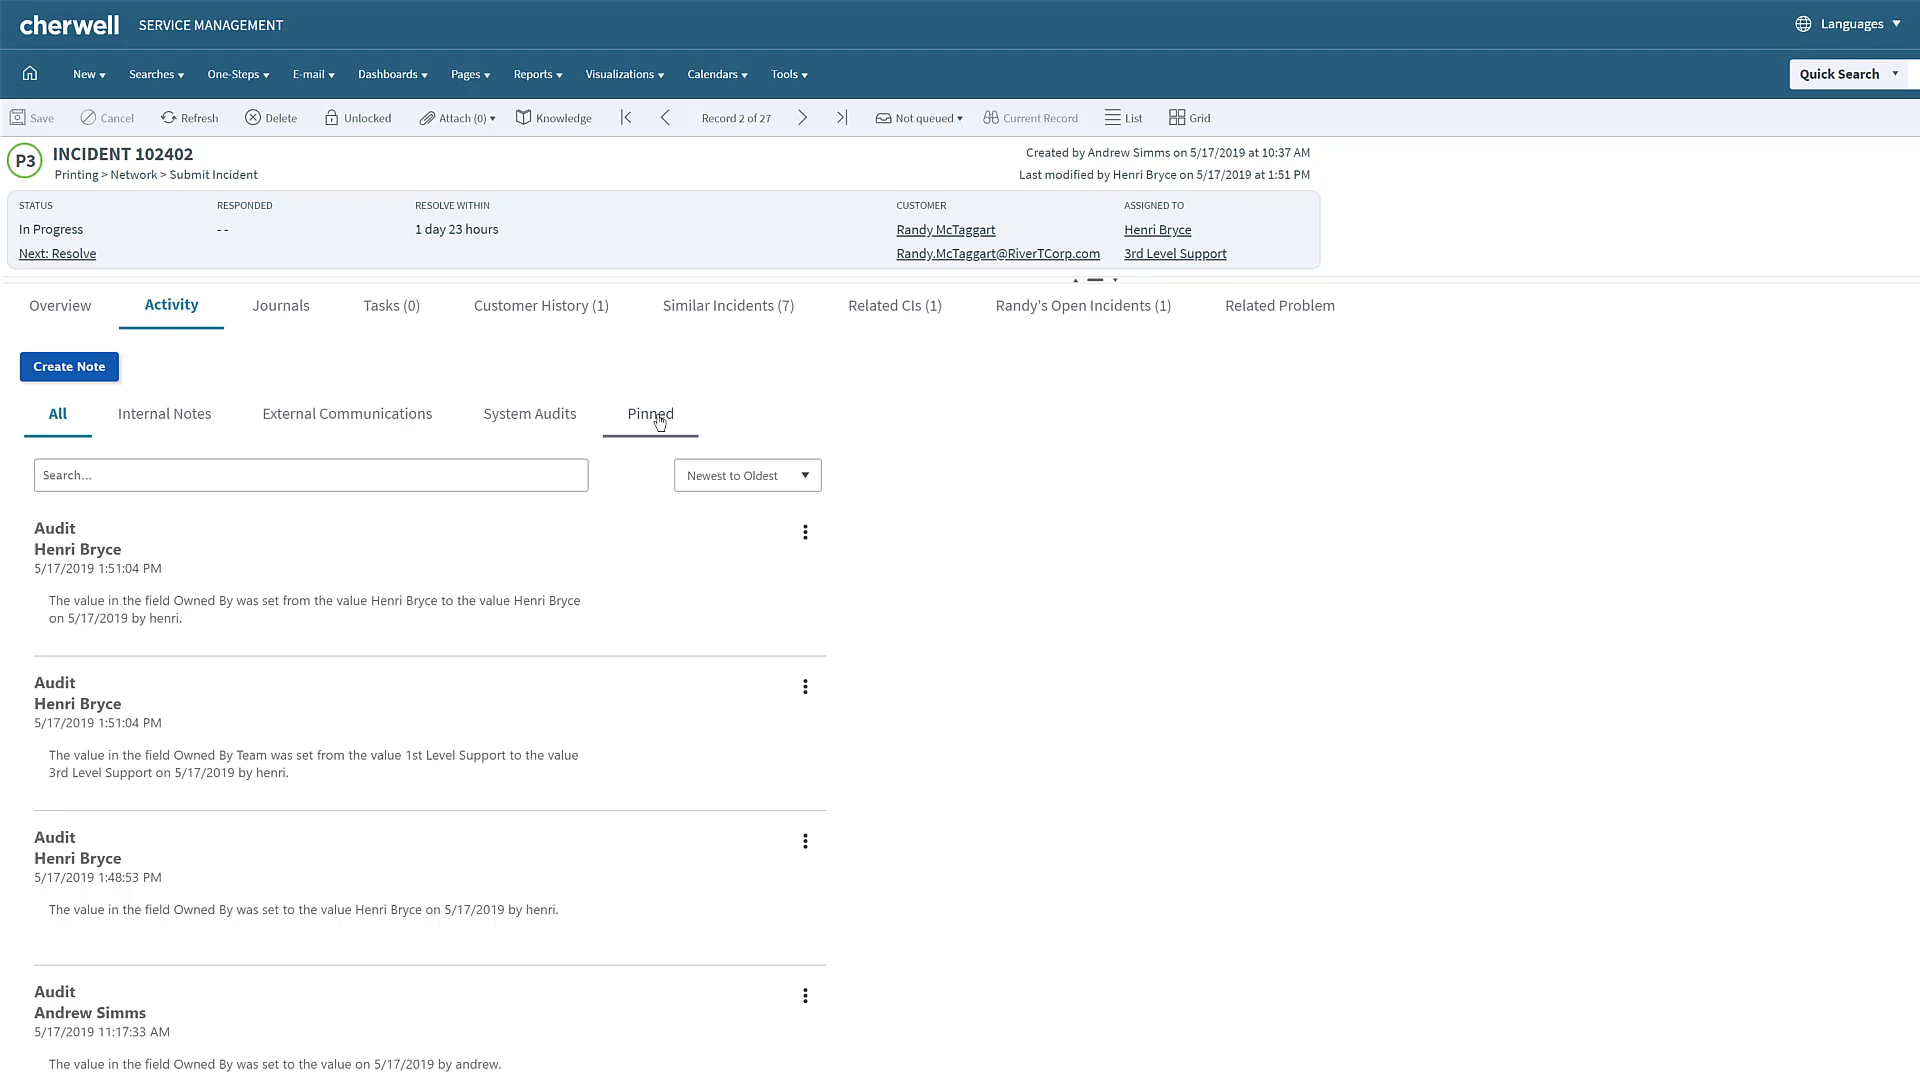 cherwell SERVICE MANAGEMENT
Languages
New
Searches
One-Steps
E-mail
Dashboards
Pages
Reports
Visualizations
Calendars
Tools
Quick Search
Save
Cancel
Refresh
Delete
Unlocked
Attach (0)
Knowledge
Record 2 of 27
Not queued
Current Record
List
Grid
P3
INCIDENT 102402
Printing > Network > Submit Incident
Created by Andrew Simms on 5/17/2019 at 10:37 AM
Last modified by Henri Bryce on 5/17/2019 at 1:51 PM
STATUS
In Progress
Next: Resolve
RESPONDED
- -
RESOLVE WITHIN
1 day 23 hours
CUSTOMER
Randy McTaggart
Randy.McTaggart@RiverTCorp.com
ASSIGNED TO
Henri Bryce
3rd Level Support
Overview
Activity
Journals
Tasks (0)
Customer History (1)
Similar Incidents (7)
Related CIs (1)
Randy's Open Incidents (1)
Related Problem
Create Note
All
Internal Notes
External Communications
System Audits
Pinned
Search...
Newest to Oldest
Audit
Henri Bryce
5/17/2019 1:51:04 PM
The value in the field Owned By was set from the value Henri Bryce to the value Henri Bryce
on 5/17/2019 by henri.
Audit
Henri Bryce
5/17/2019 1:51:04 PM
The value in the field Owned By Team was set from the value 1st Level Support to the value
3rd Level Support on 5/17/2019 by henri.
Audit
Henri Bryce
5/17/2019 1:48:53 PM
The value in the field Owned By was set to the value Henri Bryce on 5/17/2019 by henri.
Audit
Andrew Simms
5/17/2019 11:17:33 AM
The value in the field Owned By was set to the value on 5/17/2019 by andrew.